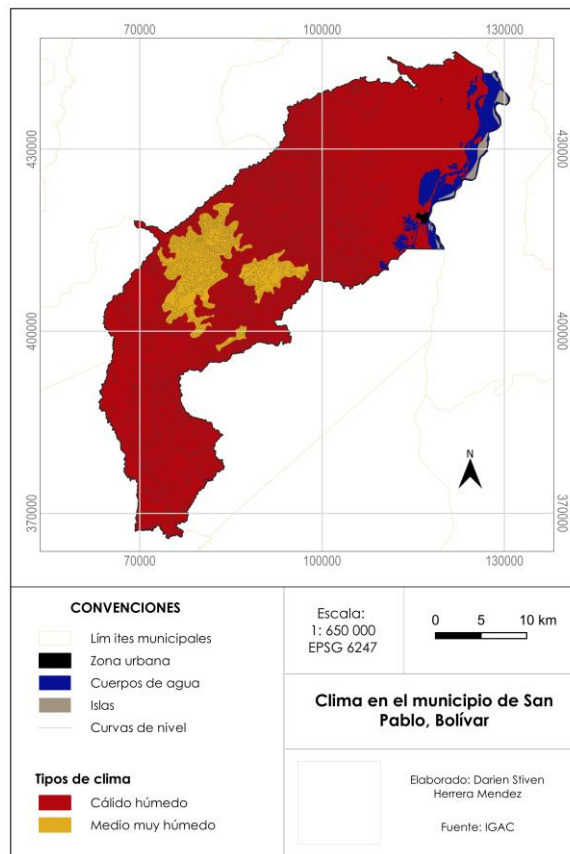 70000
100000
130000
430000
430000
400000
400000
N
370000
370000
70000
100000
130000
CONVENCIONES
Lím ites municipales
Zona urbana
Cuerpos de agua
Islas
Curvas de nivel
Tipos de clima
Cálido húmedo
Medio muy húmedo
Escala:
1: 650 000
EPSG 6247
0 5 10 km
Clima en el municipio de San
Pablo, Bolívar
Elaborado: Darien Stiven
Herrera Mendez
Fuente: IGAC